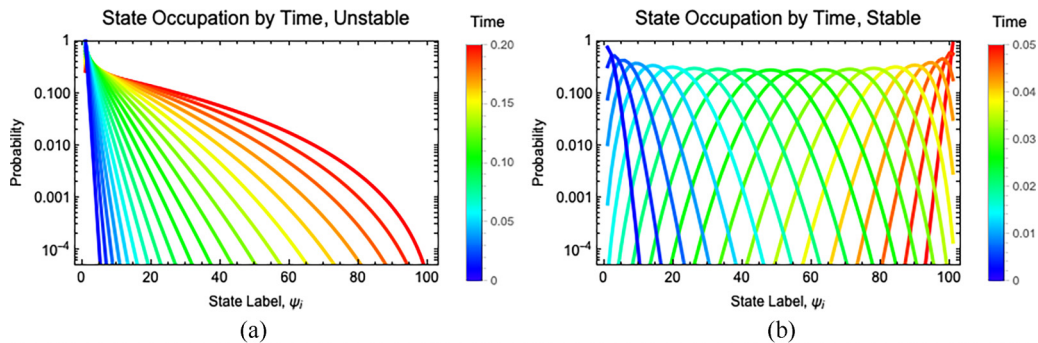 State Occupation by Time, Unstable
Time
Probability
1
0.100
0.010
0.001
10⁻⁴
0 20 40 60 80 100
State Label, ψᵢ
0.20
0.15
0.10
0.05
0
(a)
State Occupation by Time, Stable
Time
Probability
1
0.100
0.010
0.001
10⁻⁴
0 20 40 60 80 100
State Label, ψᵢ
0.05
0.04
0.03
0.02
0.01
0
(b)